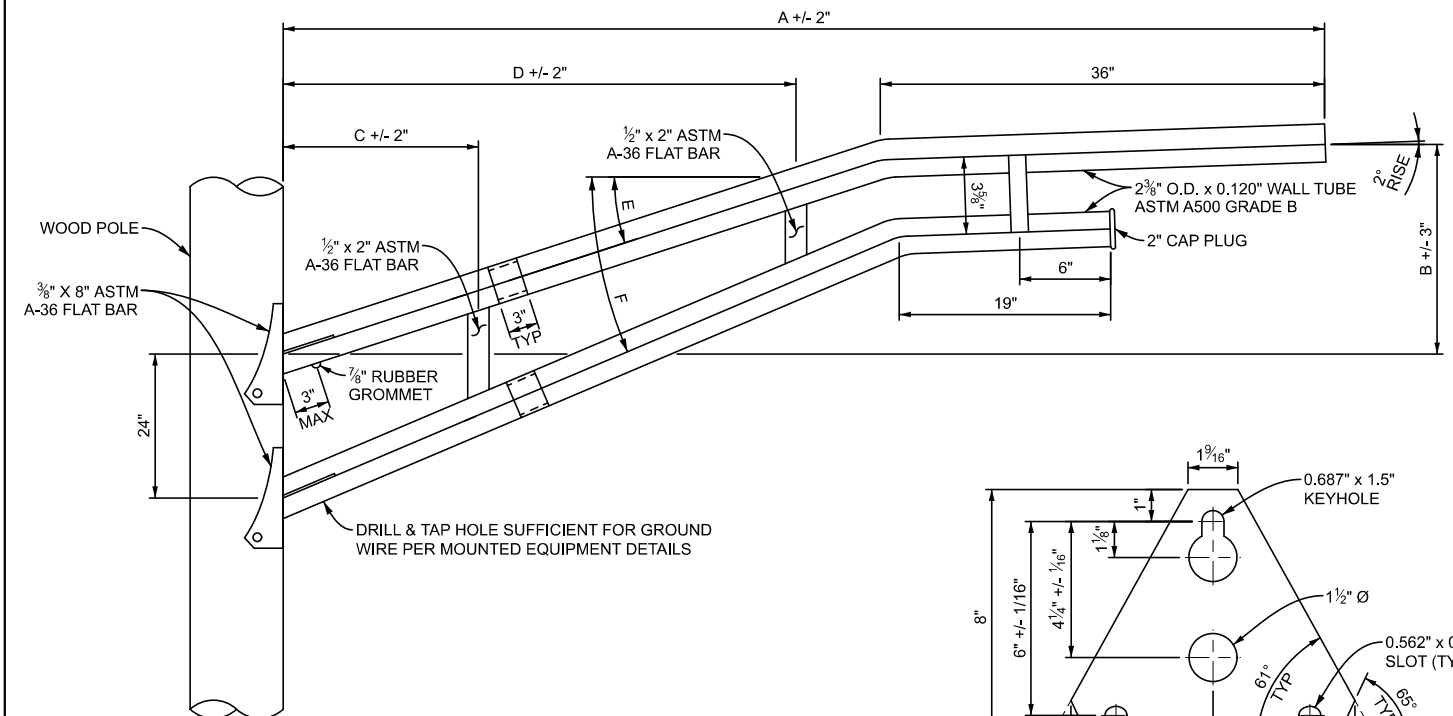 A +/- 2"
D +/- 2"
36"
C +/- 2"
½" x 2" ASTM
A-36 FLAT BAR
2°
RISE
3⅝"
2⅜" O.D. x 0.120" WALL TUBE
ASTM A500 GRADE B
WOOD POLE
E
2" CAP PLUG
½" x 2" ASTM
A-36 FLAT BAR
B +/- 3"
⅜" X 8" ASTM
A-36 FLAT BAR
F
6"
3"
TYP
19"
⅞" RUBBER
GROMMET
3"
MAX
24"
1⁹⁄₁₆"
0.687" x 1.5"
KEYHOLE
1"
DRILL & TAP HOLE SUFFICIENT FOR GROUND
WIRE PER MOUNTED EQUIPMENT DETAILS
1⅛"
8"
6" +/- 1/16"
4¼" +/- ¹⁄₁₆"
1½" Ø
0.562" x
SLOT
61°
TYP
65°